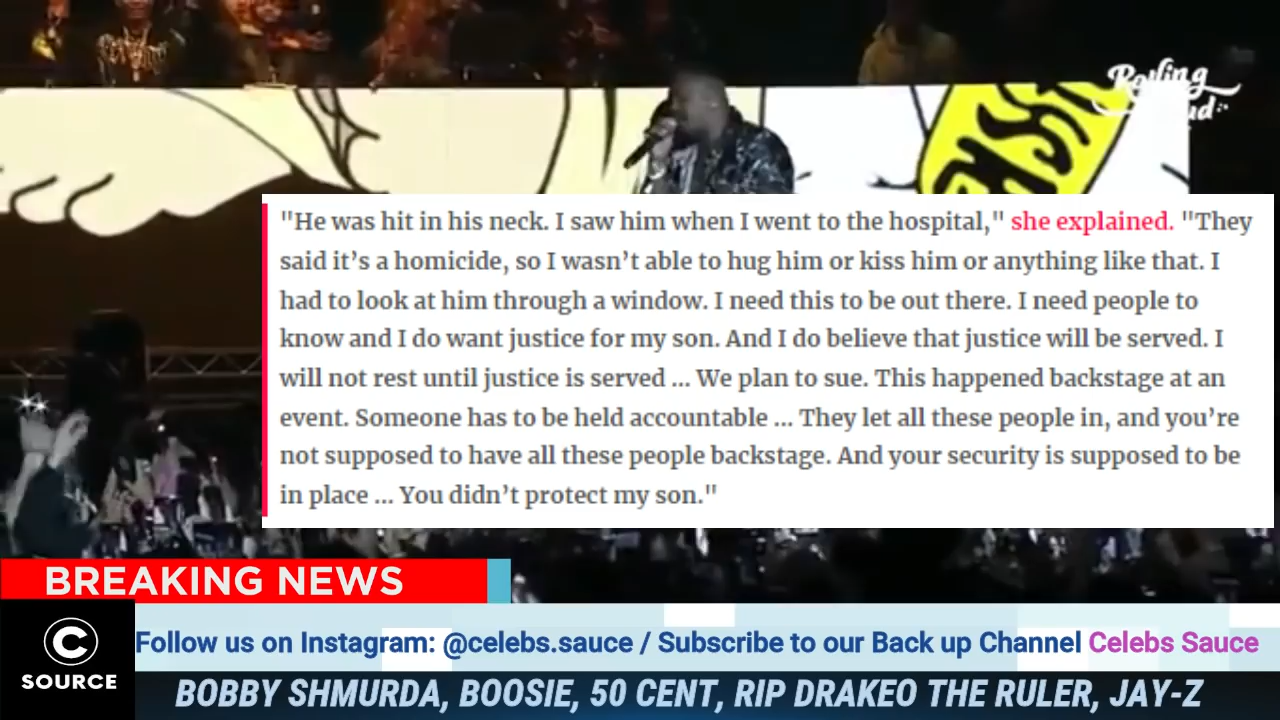 Rolling
"He was hit in his neck. I saw him when I went to the hospital," she explained. "They
said it’s a homicide, so I wasn’t able to hug him or kiss him or anything like that. I
had to look at him through a window. I need this to be out there. I need people to
know and I do want justice for my son. And I do believe that justice will be served. I
will not rest until justice is served ... We plan to sue. This happened backstage at an
event. Someone has to be held accountable ... They let all these people in, and you’re
not supposed to have all these people backstage. And your security is supposed to be
in place ... You didn’t protect my son."
BREAKING NEWS
C
SOURCE
Follow us on Instagram: @celebs.sauce / Subscribe to our Back up Channel Celebs Sauce
BOBBY SHMURDA, BOOSIE, 50 CENT, RIP DRAKEO THE RULER, JAY-Z